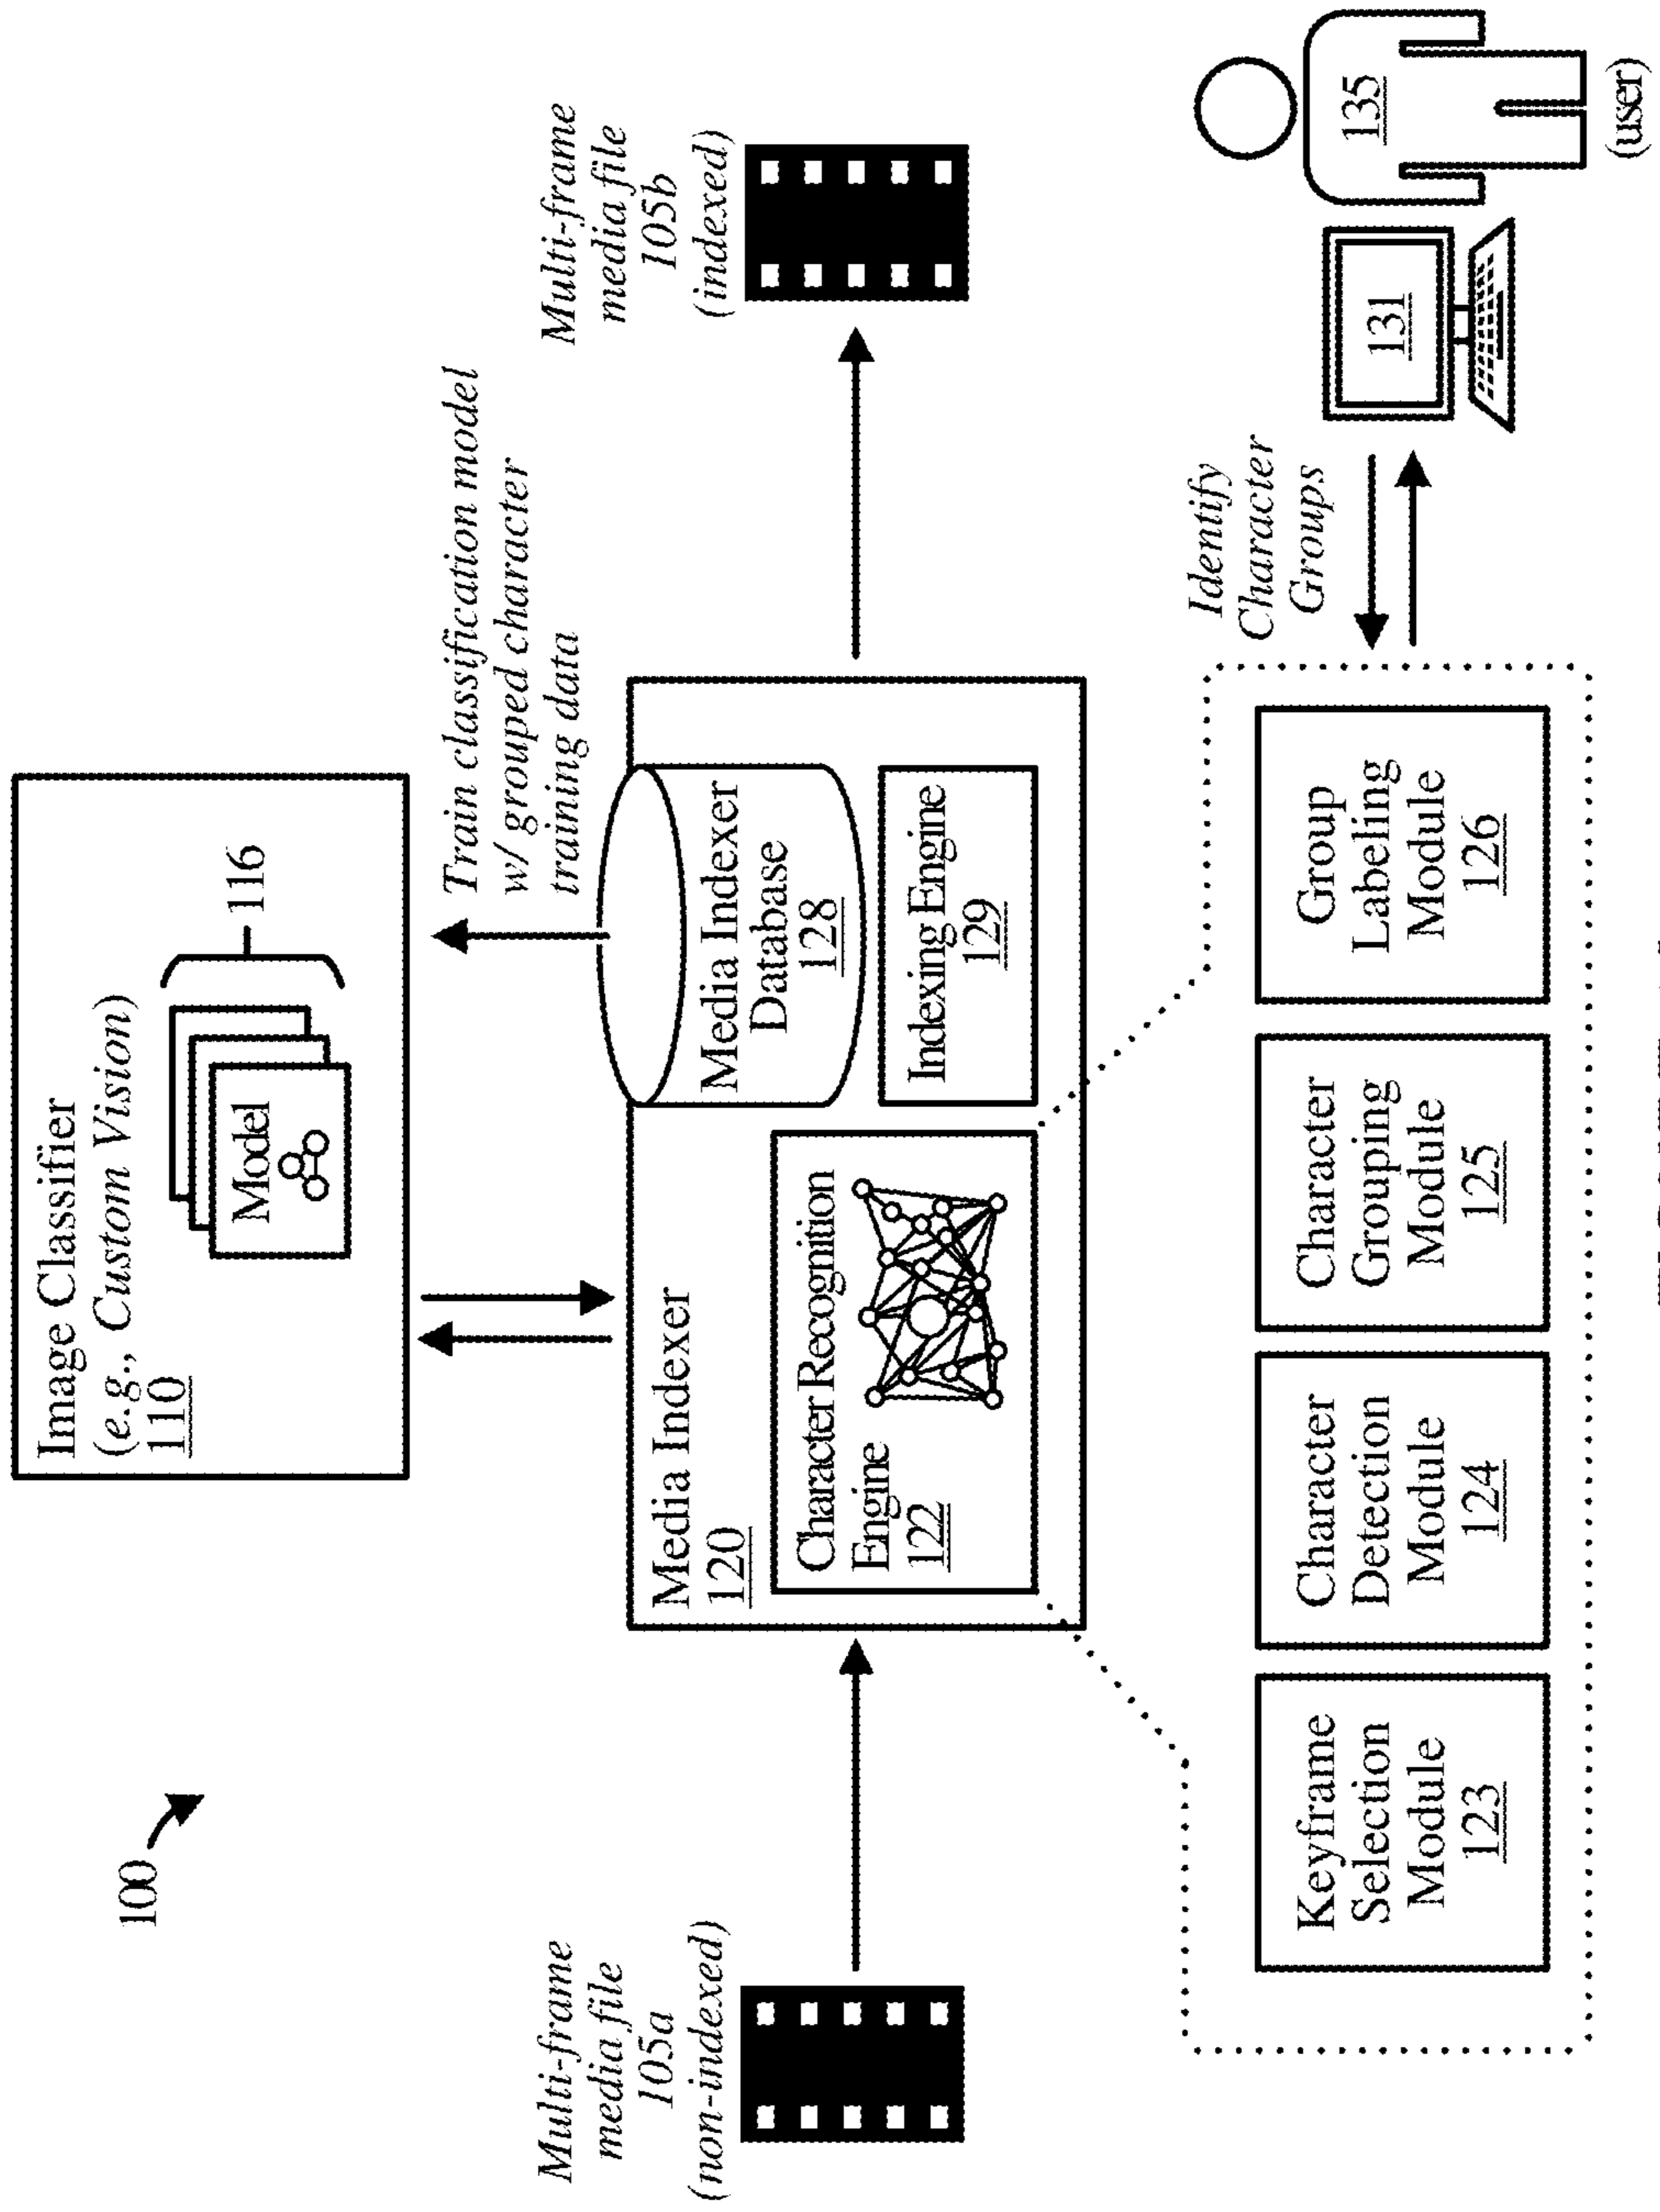 100
Image Classifier
(e.g., Custom Vision)
110
Model
116
Train classification model
w/ grouped character
training data
Multi-frame
media file
105a
(non-indexed)
Media Indexer
120
Character Recognition
Engine
122
Media Indexer
Database
128
Indexing Engine
129
Multi-frame
media file
105b
(indexed)
Keyframe
Selection
Module
123
Character
Detection
Module
124
Character
Grouping
Module
125
Group
Labeling
Module
126
Identify
Character
Groups
131
135
(user)